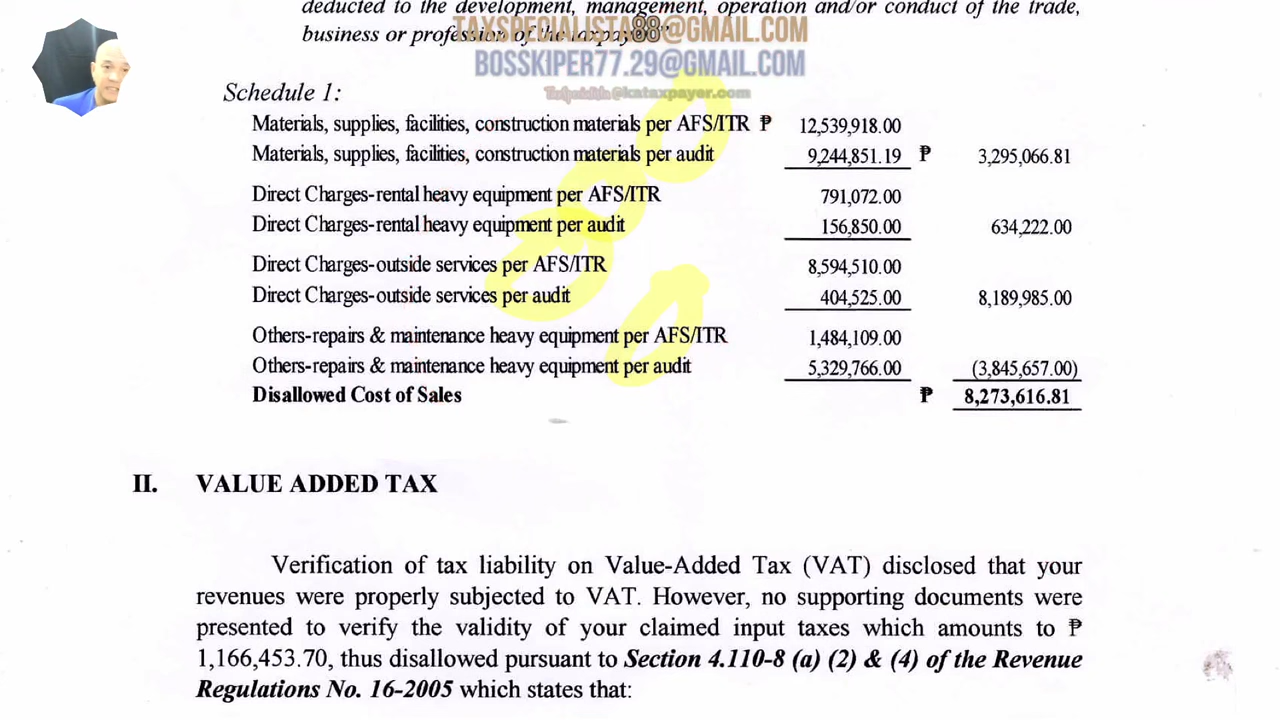 deducted to the development, management, operation and/or conduct of the trade,
business or profession of the taxpayer"
TAXSPECIALISTA88@GMAIL.COM
BOSSKIPER77.29@GMAIL.COM
@kataxpayer.com
Schedule 1:
Materials, supplies, facilities, construction materials per AFS/ITR ₱ 12,539,918.00
Materials, supplies, facilities, construction materials per audit 9,244,851.19 ₱ 3,295,066.81
Direct Charges-rental heavy equipment per AFS/ITR 791,072.00
Direct Charges-rental heavy equipment per audit 156,850.00 634,222.00
Direct Charges-outside services per AFS/ITR 8,594,510.00
Direct Charges-outside services per audit 404,525.00 8,189,985.00
Others-repairs & maintenance heavy equipment per AFS/ITR 1,484,109.00
Others-repairs & maintenance heavy equipment per audit 5,329,766.00 (3,845,657.00)
Disallowed Cost of Sales ₱ 8,273,616.81
II. VALUE ADDED TAX
Verification of tax liability on Value-Added Tax (VAT) disclosed that your
revenues were properly subjected to VAT. However, no supporting documents were
presented to verify the validity of your claimed input taxes which amounts to ₱
1,166,453.70, thus disallowed pursuant to Section 4.110-8 (a) (2) & (4) of the Revenue
Regulations No. 16-2005 which states that: